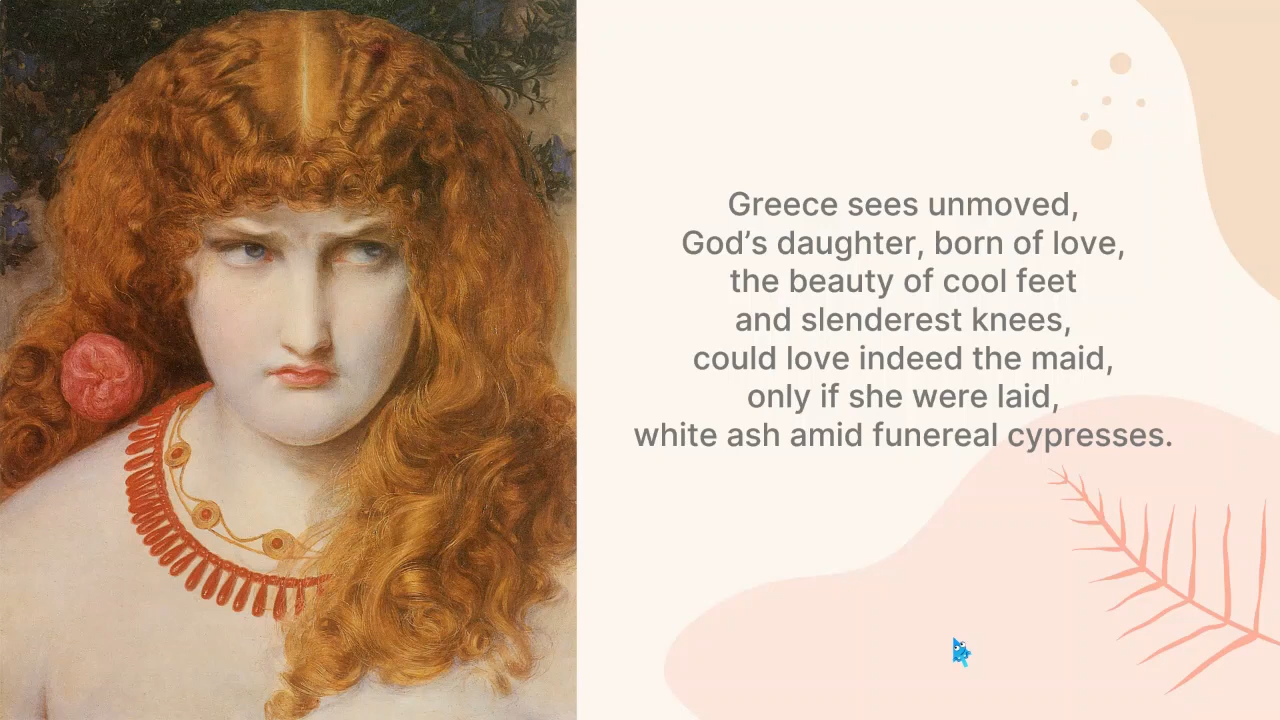 Greece sees unmoved,
God’s daughter, born of love,
the beauty of cool feet
and slenderest knees,
could love indeed the maid,
only if she were laid,
white ash amid funereal cypresses.